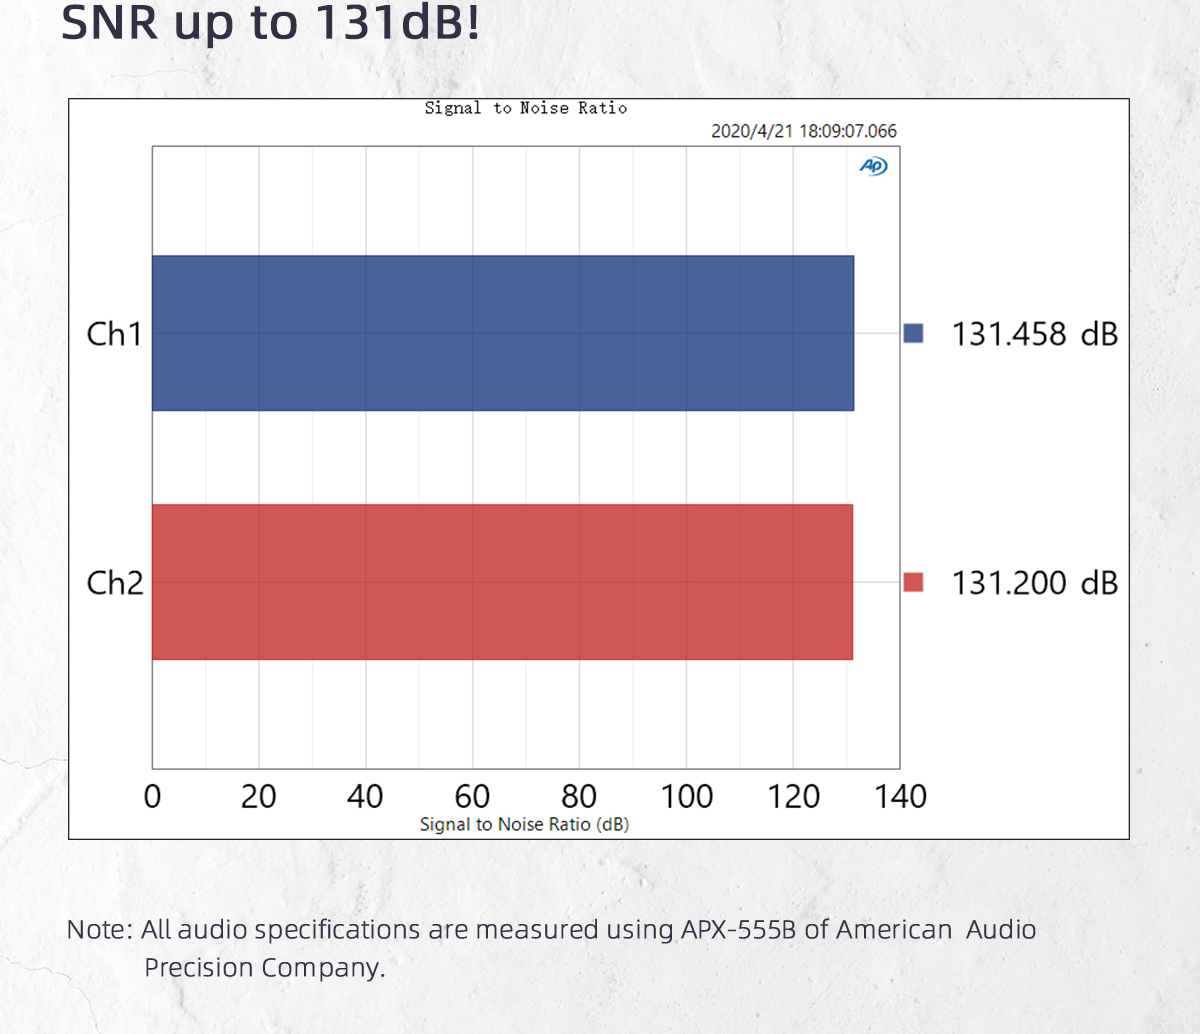 SNR up to 131dB!
Signal to Noise Ratio
2020/4/21 18:09:07.066
AP
Ch1
131.458 dB
Ch2
131.200 dB
0 20 40 60 80 100 120 140
Signal to Noise Ratio (dB)
Note: All audio specifications are measured using APX-555B of American Audio
Precision Company.